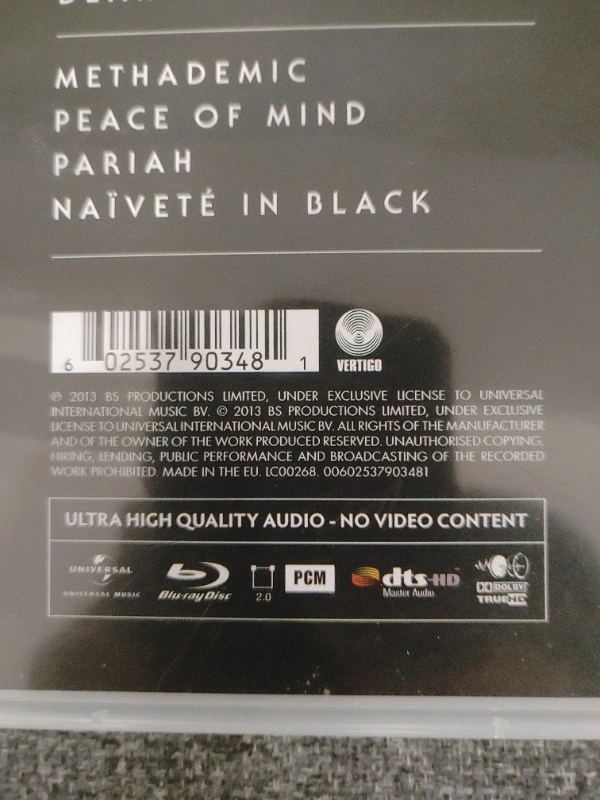 METHADEMIC
PEACE OF MIND
PARIAH
NAÏVETÉ IN BLACK
6 02537 90348 1
VERTIGO
℗ 2013 BS PRODUCTIONS LIMITED, UNDER EXCLUSIVE LICENSE TO UNIVERSAL
INTERNATIONAL MUSIC BV. © 2013 BS PRODUCTIONS LIMITED, UNDER EXCLUSIVE
LICENSE TO UNIVERSAL INTERNATIONAL MUSIC BV. ALL RIGHTS OF THE MANUFACTURER
AND OF THE OWNER OF THE WORK PRODUCED RESERVED. UNAUTHORISED COPYING,
HIRING, LENDING, PUBLIC PERFORMANCE AND BROADCASTING OF THE RECORDED
WORK PROHIBITED. MADE IN THE EU. LC00268. 00602537903481
ULTRA HIGH QUALITY AUDIO - NO VIDEO CONTENT
UNIVERSAL
UNIVERSAL MUSIC
Blu-ray Disc
2.0
PCM
dts-HD
Master Audio
DOLBY
TRUEHD